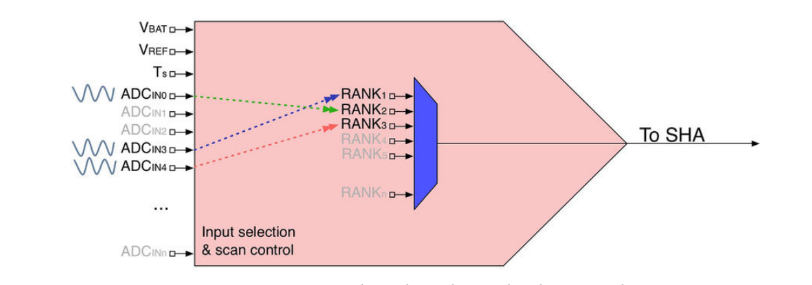 VBAT
VREF
Ts
ADCIN0
ADCIN1
ADCIN2
ADCIN3
ADCIN4
...
ADCINn
RANK1
RANK2
RANK3
RANK4
RANK5
RANKn
Input selection
& scan control
To SHA